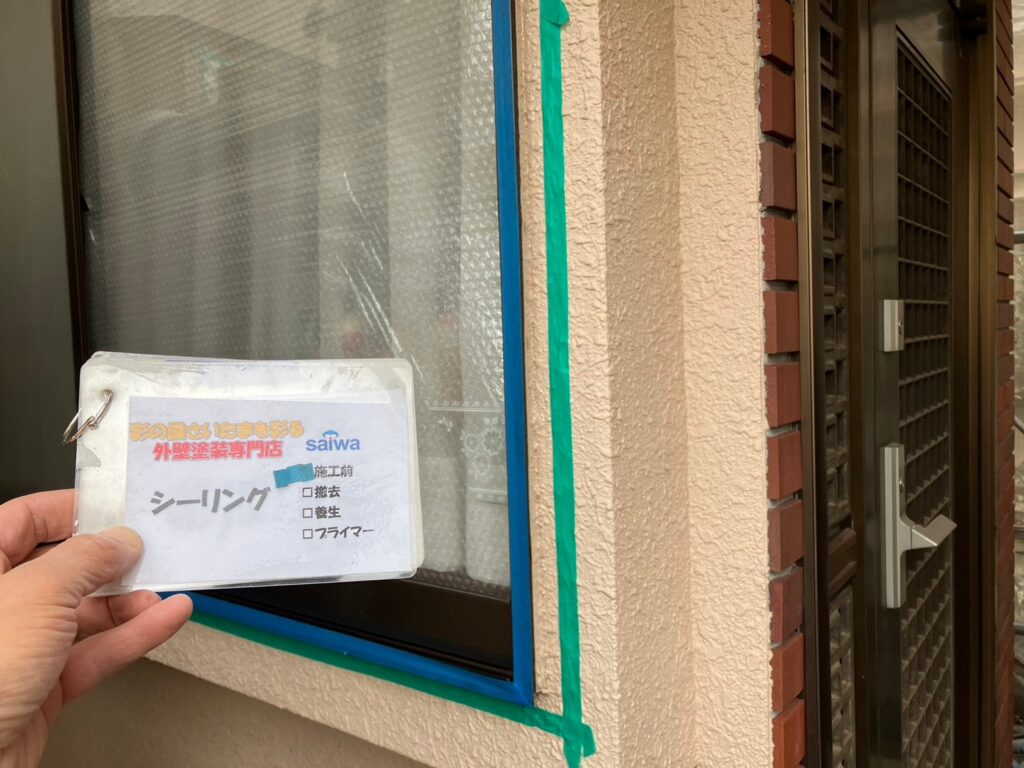 彩の国さいたまを彩る
外壁塗装専門店
saiwa
シーリング
施工前
□撤去
□養生
□プライマー